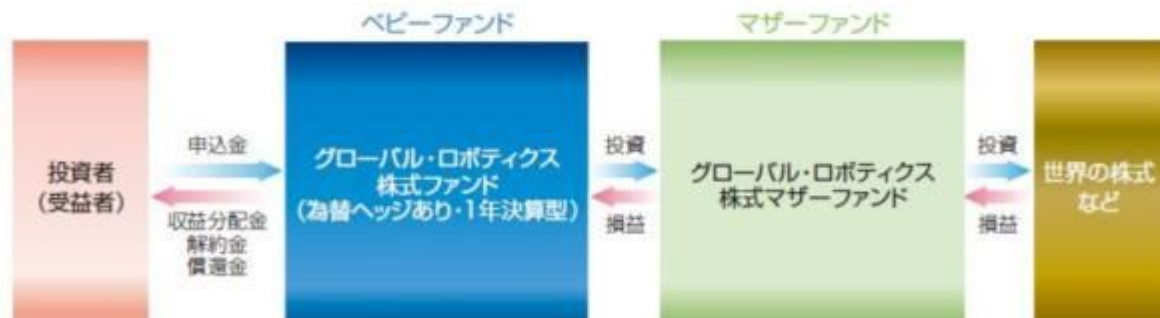 ベビーファンド
マザーファンド
投資者
(受益者)
申込金
収益分配金
解約金
償還金
グローバル・ロボティクス
株式ファンド
(為替ヘッジあり・1年決算型)
投資
損益
グローバル・ロボティクス
株式マザーファンド
投資
損益
世界の株式
など